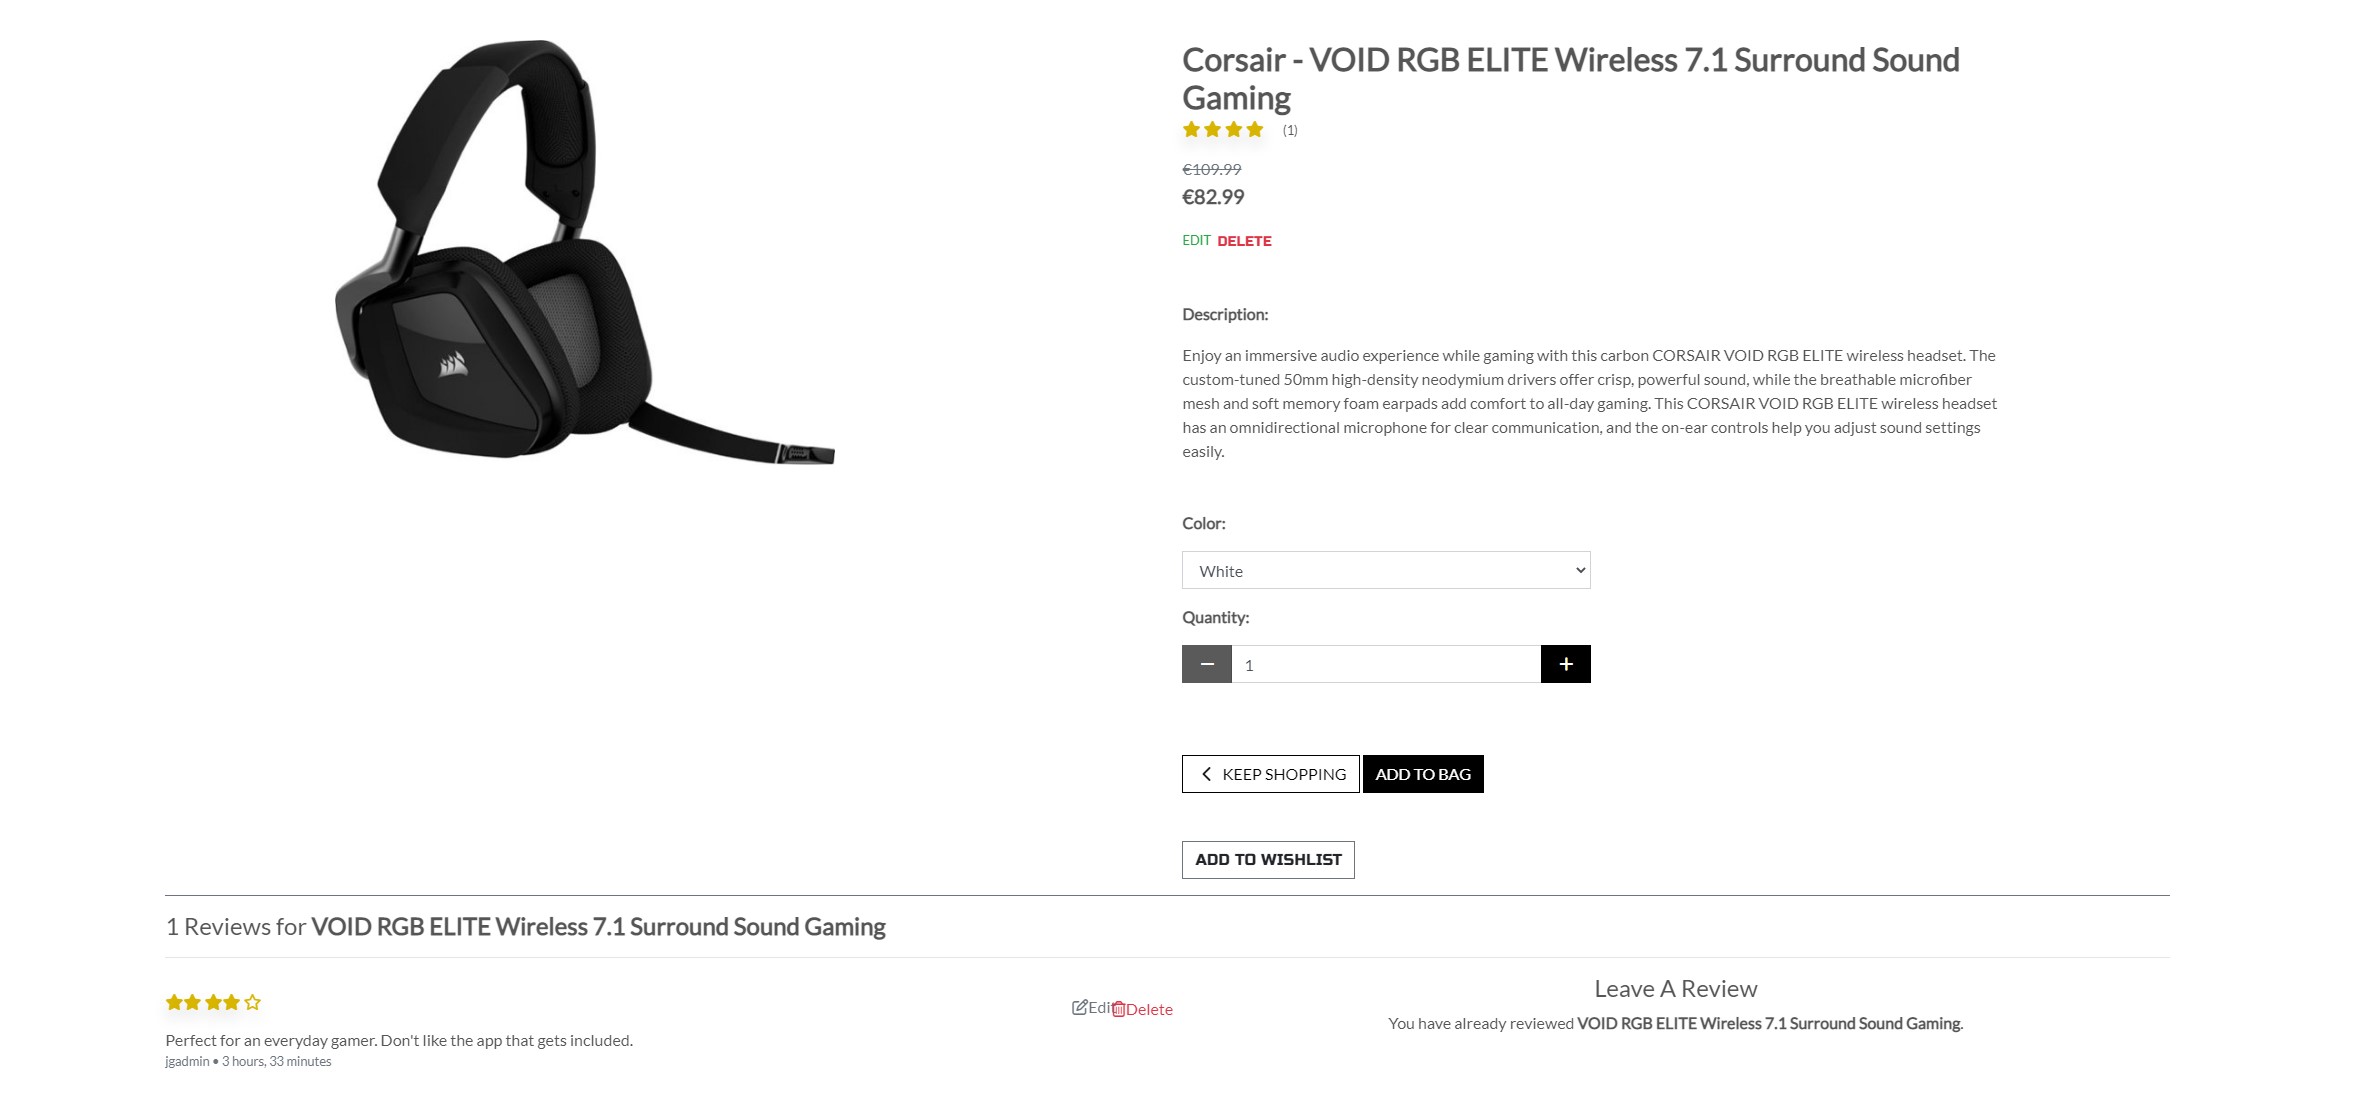 Corsair - VOID RGB ELITE Wireless 7.1 Surround Sound
Gaming
(1)
€109.99
€82.99
EDIT DELETE
Description:
Enjoy an immersive audio experience while gaming with this carbon CORSAIR VOID RGB ELITE wireless headset. The
custom-tuned 50mm high-density neodymium drivers offer crisp, powerful sound, while the breathable microfiber
mesh and soft memory foam earpads add comfort to all-day gaming. This CORSAIR VOID RGB ELITE wireless headset
has an omnidirectional microphone for clear communication, and the on-ear controls help you adjust sound settings
easily.
Color:
White
Quantity:
1
KEEP SHOPPING ADD TO BAG
ADD TO WISHLIST
1 Reviews for VOID RGB ELITE Wireless 7.1 Surround Sound Gaming
Edit Delete
Perfect for an everyday gamer. Don't like the app that gets included.
jgadmin • 3 hours, 33 minutes
Leave A Review
You have already reviewed VOID RGB ELITE Wireless 7.1 Surround Sound Gaming.